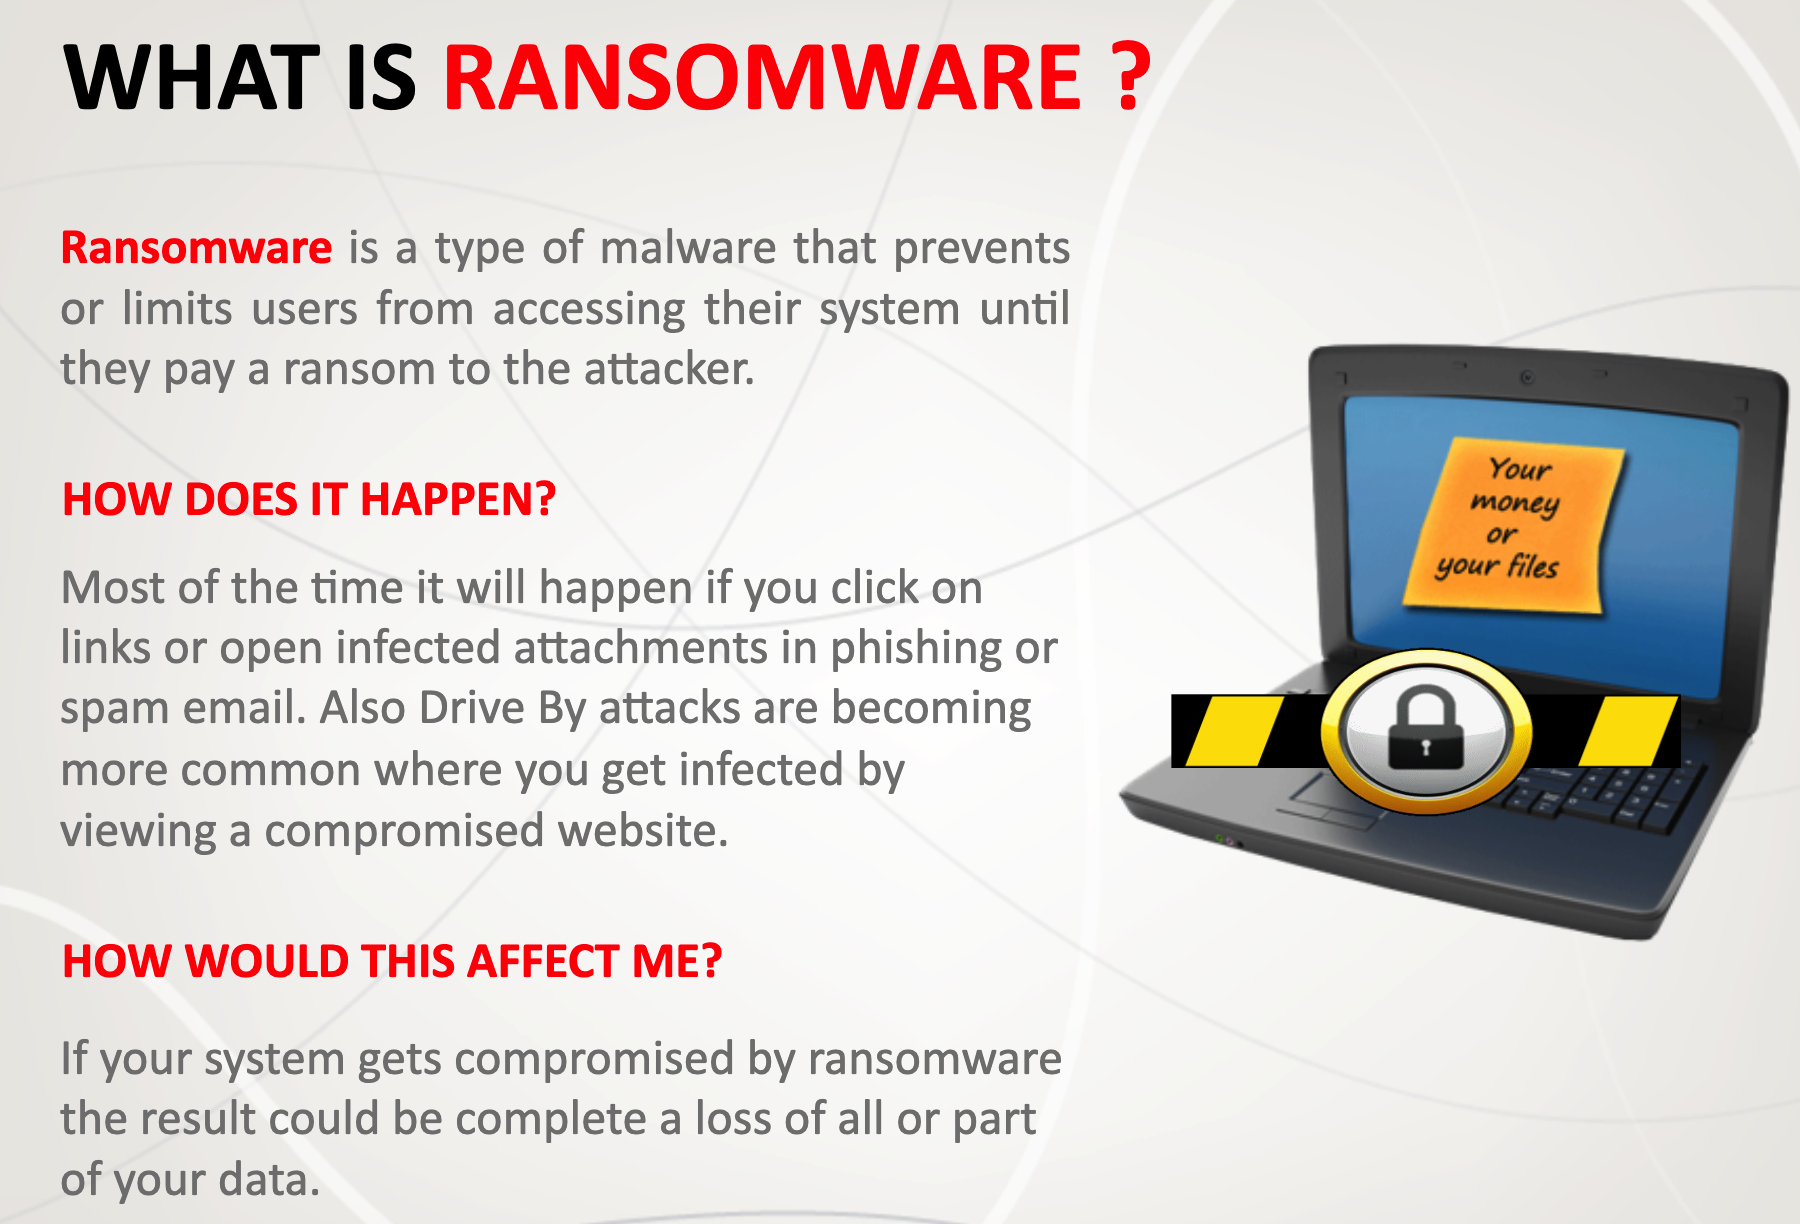 WHAT IS RANSOMWARE ?
Ransomware is a type of malware that prevents
or limits users from accessing their system until
they pay a ransom to the attacker.
HOW DOES IT HAPPEN?
Most of the time it will happen if you click on
links or open infected attachments in phishing or
spam email. Also Drive By attacks are becoming
more common where you get infected by
viewing a compromised website.
HOW WOULD THIS AFFECT ME?
If your system gets compromised by ransomware
the result could be complete a loss of all or part
of your data.
Your
money
or
your files